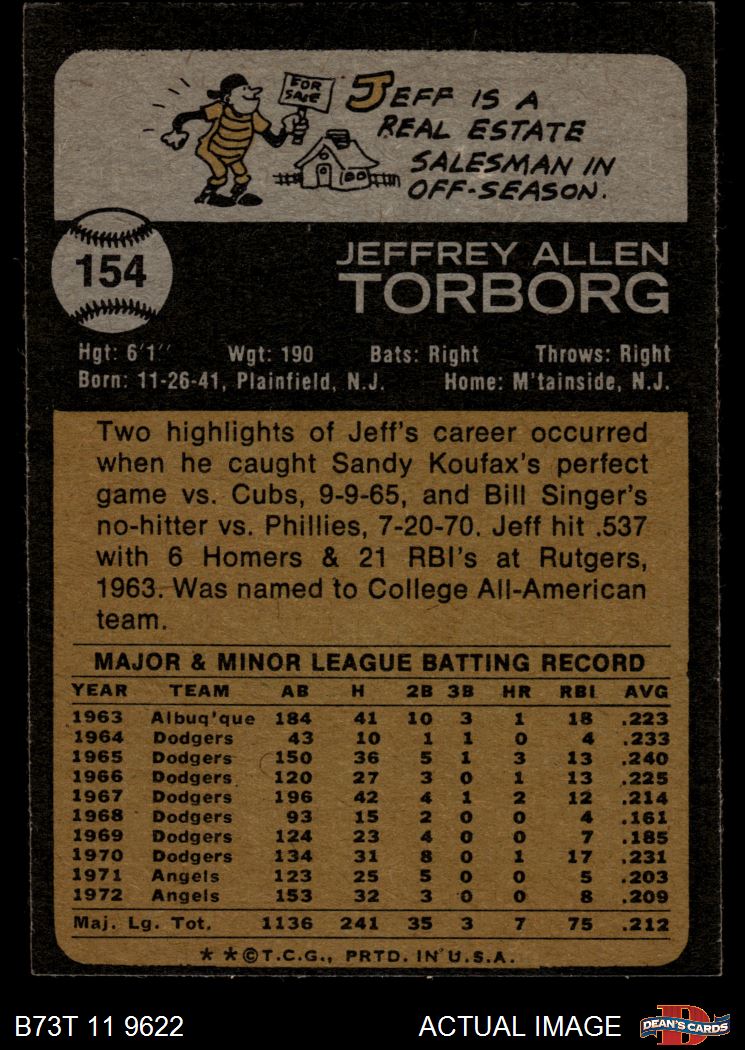 FOR SALE
JEFF IS A
REAL ESTATE
SALESMAN IN
OFF-SEASON.
154
JEFFREY ALLEN
TORBORG
Hgt: 6'1" Wgt: 190 Bats: Right Throws: Right
Born: 11-26-41, Plainfield, N.J. Home: M'tainside, N.J.
Two highlights of Jeff's career occurred
when he caught Sandy Koufax's perfect
game vs. Cubs, 9-9-65, and Bill Singer's
no-hitter vs. Phillies, 7-20-70. Jeff hit .537
with 6 Homers & 21 RBI's at Rutgers,
1963. Was named to College All-American
team.
MAJOR & MINOR LEAGUE BATTING RECORD
YEAR TEAM AB H 2B 3B HR RBI AVG
1963 Albuq'que 184 41 10 3 1 18 .223
1964 Dodgers 43 10 1 1 0 4 .233
1965 Dodgers 150 36 5 1 3 13 .240
1966 Dodgers 120 27 3 0 1 13 .225
1967 Dodgers 196 42 4 1 2 12 .214
1968 Dodgers 93 15 2 0 0 4 .161
1969 Dodgers 124 23 4 0 0 7 .185
1970 Dodgers 134 31 8 0 1 17 .231
1971 Angels 123 25 5 0 0 5 .203
1972 Angels 153 32 3 0 0 8 .209
Maj. Lg. Tot. 1136 241 35 3 7 75 .212
* *©T.C.G., PRTD. IN U.S.A.
B73T 11 9622 ACTUAL IMAGE D DEAN'S CARDS